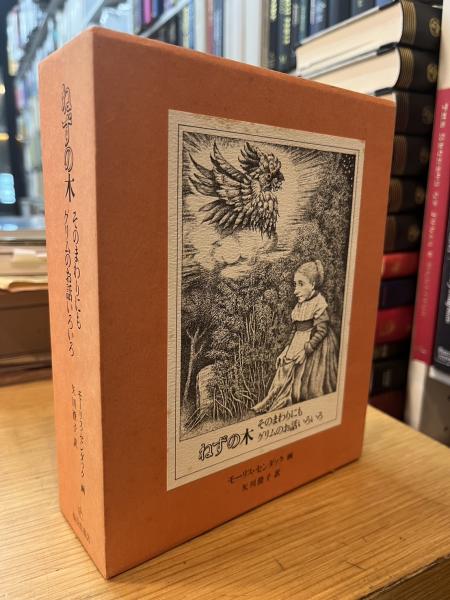 ねずの木
そのまわりにも
グリムのお話いろいろ
モーリス・センダック 画
矢川澄子 訳
ねずの木
そのまわりにも
グリムのお話いろいろ
モーリス・センダック 画
矢川澄子 訳